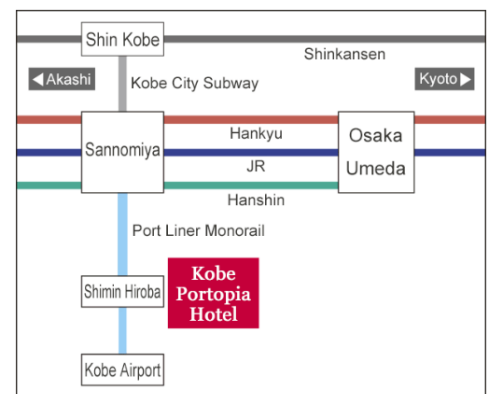 Shin Kobe
Shinkansen
◀Akashi
Kobe City Subway
Kyoto▶
Sannomiya
Hankyu
JR
Hanshin
Osaka
Umeda
Port Liner Monorail
Shimin Hiroba
Kobe
Portopia
Hotel
Kobe Airport